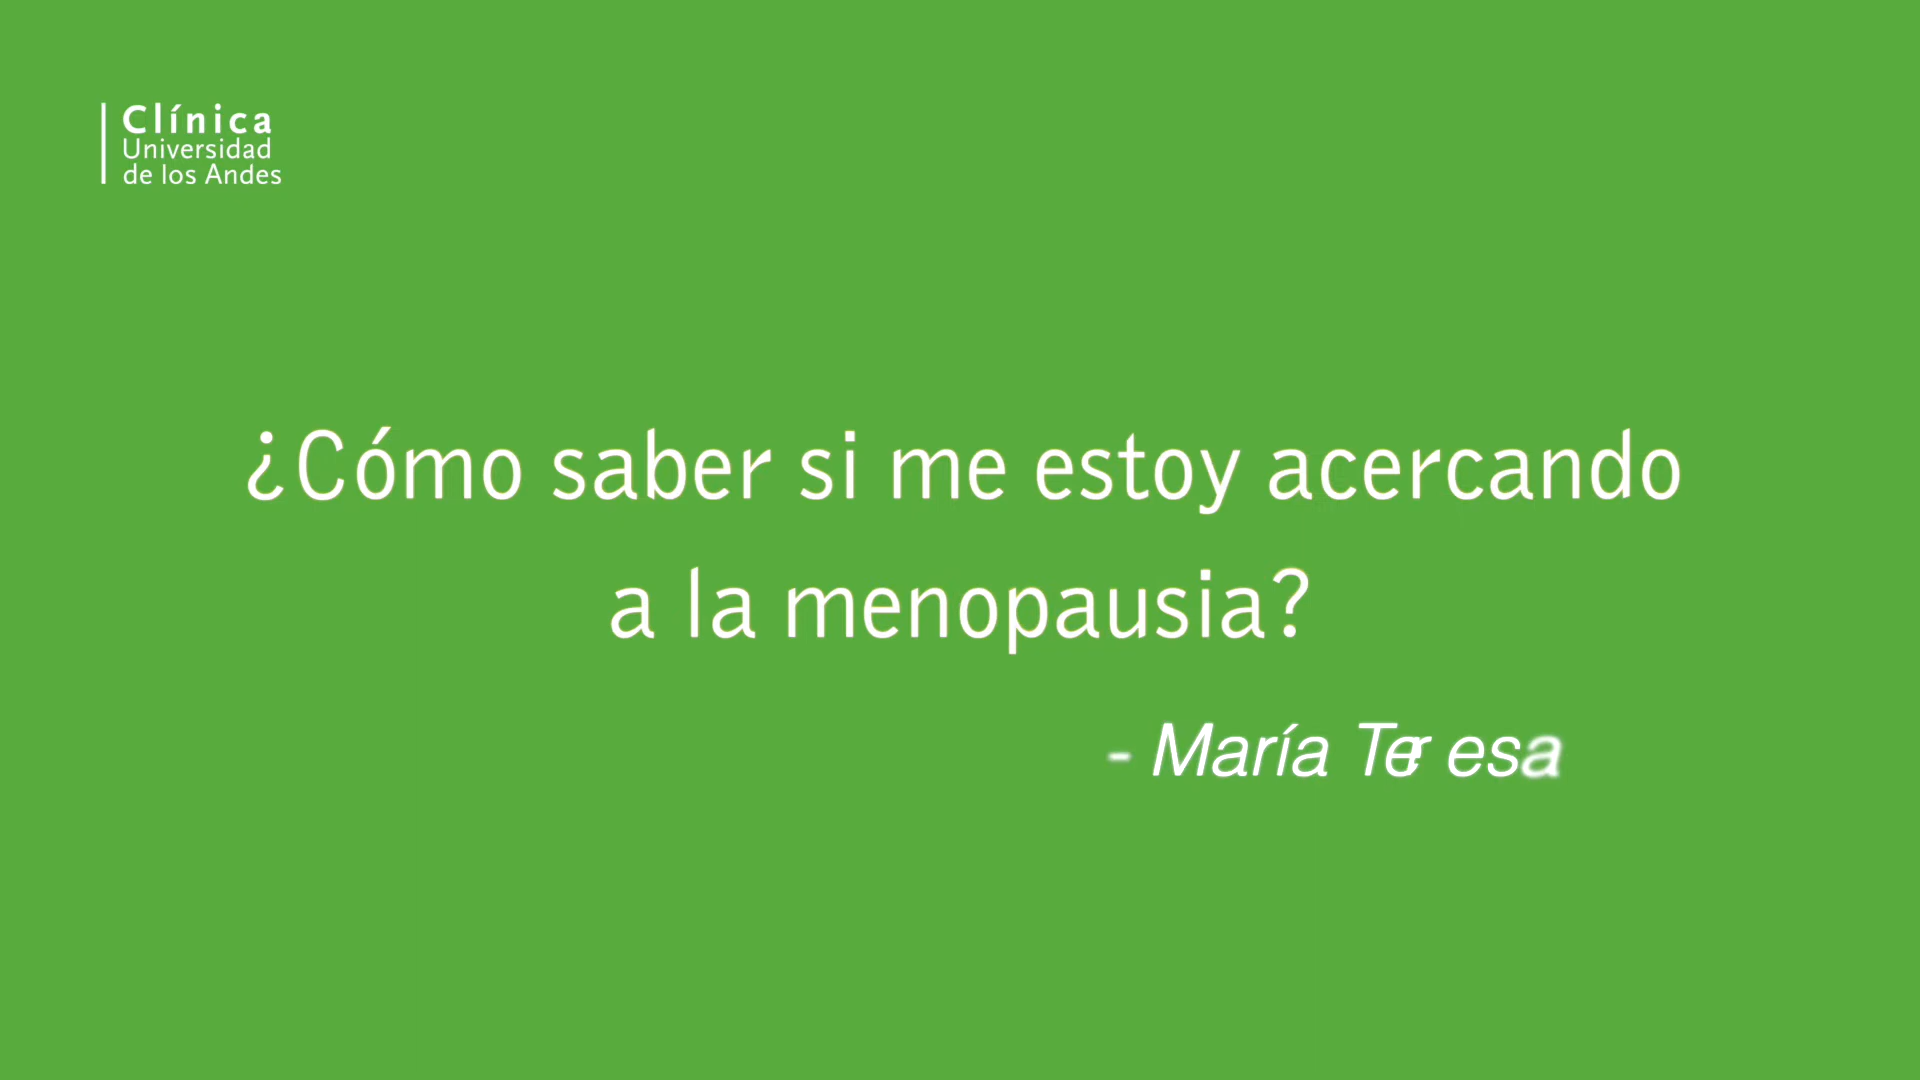 Clínica
Universidad
de los Andes
¿Cómo saber si me estoy acercando
a la menopausia?
- María Teresa